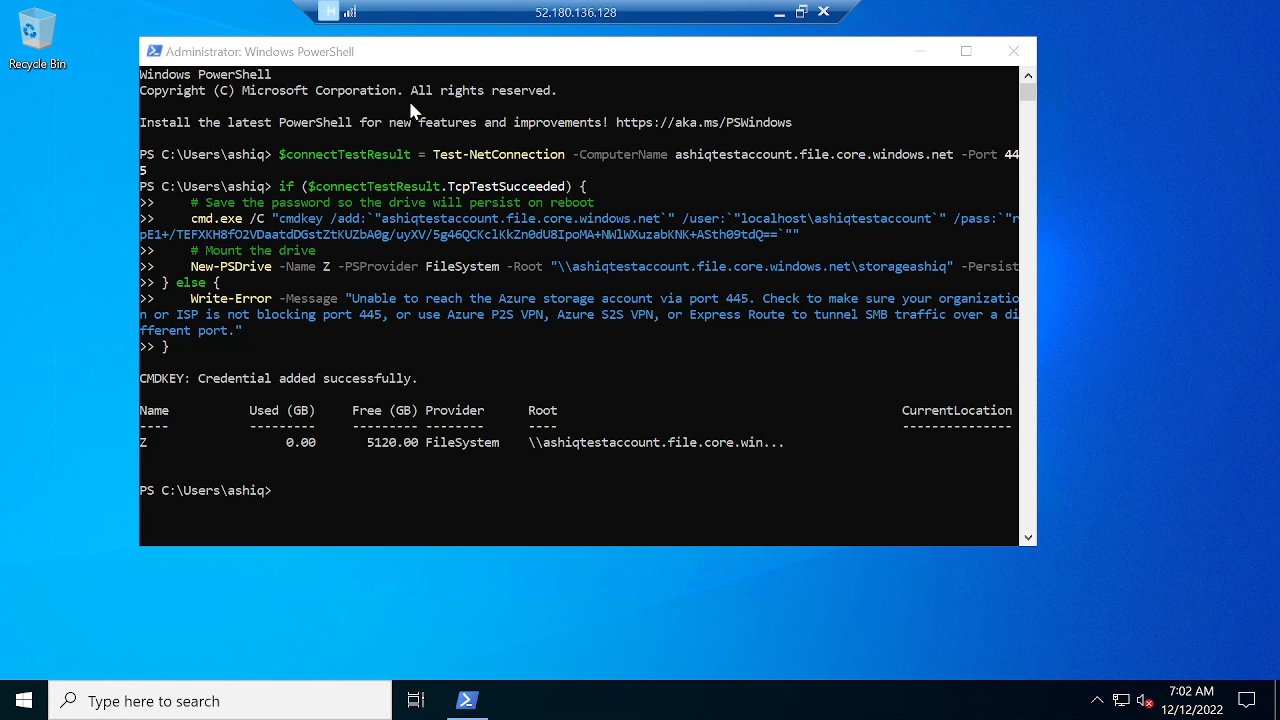 52.180.136.128
Recycle Bin
Administrator: Windows PowerShell
Windows PowerShell
Copyright (C) Microsoft Corporation. All rights reserved.
Install the latest PowerShell for new features and improvements! https://aka.ms/PSWindows
PS C:\Users\ashiq> $connectTestResult = Test-NetConnection -ComputerName ashiqtestaccount.file.core.windows.net -Port 44
5
PS C:\Users\ashiq> if ($connectTestResult.TcpTestSucceeded) {
>>     # Save the password so the drive will persist on reboot
>>     cmd.exe /C "cmdkey /add:`"ashiqtestaccount.file.core.windows.net`" /user:`"localhost\ashiqtestaccount`" /pass:`"n
pE1+/TEFXKH8fO2VDaatdDGstZtKUZbA0g/uyXV/5g46QCKclKkZn0dU8IpoMA+NWlWXuzabKNK+ASth09tdQ==`""
>>     # Mount the drive
>>     New-PSDrive -Name Z -PSProvider FileSystem -Root "\\ashiqtestaccount.file.core.windows.net\storageashiq" -Persist
>> } else {
>>     Write-Error -Message "Unable to reach the Azure storage account via port 445. Check to make sure your organizatio
n or ISP is not blocking port 445, or use Azure P2S VPN, Azure S2S VPN, or Express Route to tunnel SMB traffic over a di
fferent port."
>> }
CMDKEY: Credential added successfully.
Name           Used (GB)     Free (GB) Provider      Root                                               CurrentLocation
----           ---------     --------- --------      ----                                               ---------------
Z                   0.00       5120.00 FileSystem    \\ashiqtestaccount.file.core.win...
PS C:\Users\ashiq>
Type here to search
7:02 AM
12/12/2022